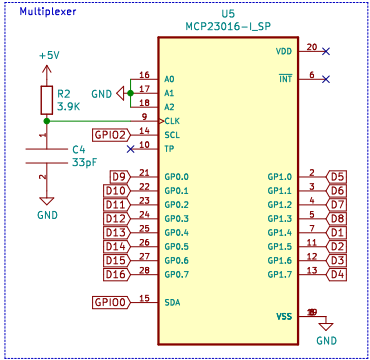 Multiplexer
U5
MCP23016-I_SP
+5V
R2
3.9K
1
C4
33pF
2
GND
GND
16 A0
17 A1
18 A2
9 CLK
GPIO2 14 SCL
10 TP
D9 21 GP0.0
D10 22 GP0.1
D11 23 GP0.2
D12 24 GP0.3
D13 25 GP0.4
D14 26 GP0.5
D15 27 GP0.6
D16 28 GP0.7
GPIO0 15 SDA
VDD 20
INT 6
GP1.0 2 D5
GP1.1 3 D6
GP1.2 4 D7
GP1.3 5 D8
GP1.4 7 D1
GP1.5 11 D2
GP1.6 12 D3
GP1.7 13 D4
VSS
GND